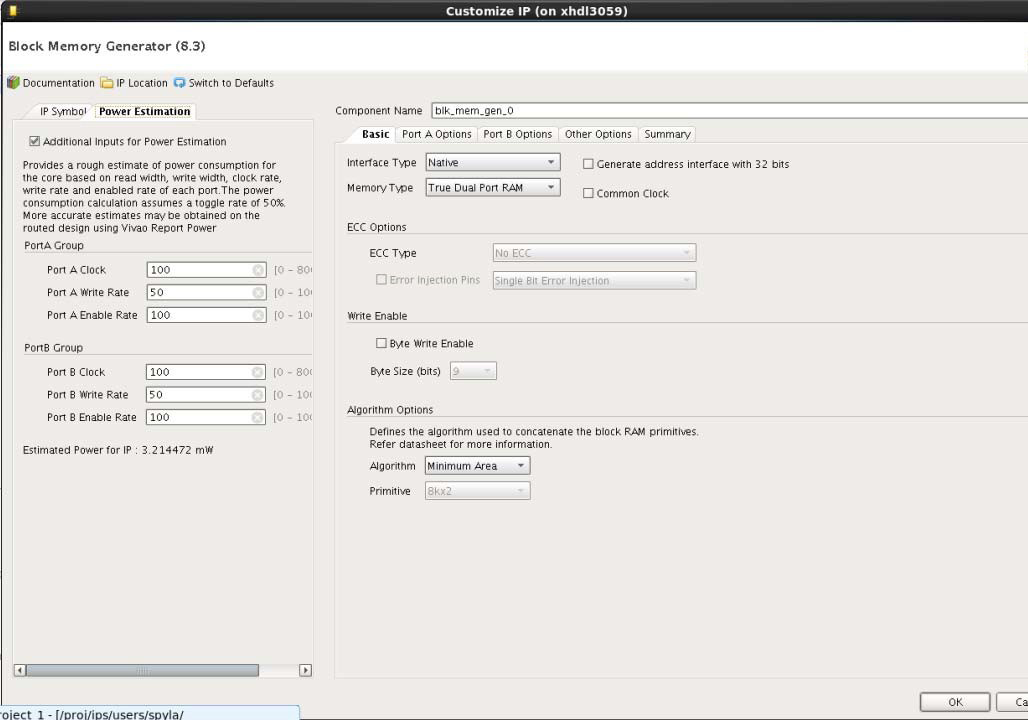 Customize IP (on xhdl3059)
Block Memory Generator (8.3)
Documentation IP Location Switch to Defaults
IP Symbol Power Estimation
Additional Inputs for Power Estimation
Provides a rough estimate of power consumption for
the core based on read width, write width, clock rate,
write rate and enabled rate of each port.The power
consumption calculation assumes a toggle rate of 50%.
More accurate estimates may be obtained on the
routed design using Vivao Report Power
PortA Group
Port A Clock 100 [0 - 80
Port A Write Rate 50 [0 - 10
Port A Enable Rate 100 [0 - 10
PortB Group
Port B Clock 100 [0 - 80
Port B Write Rate 50 [0 - 10
Port B Enable Rate 100 [0 - 10
Estimated Power for IP : 3.214472 mW
Component Name blk_mem_gen_0
Basic Port A Options Port B Options Other Options Summary
Interface Type Native Generate address interface with 32 bits
Memory Type True Dual Port RAM Common Clock
ECC Options
ECC Type No ECC
Error Injection Pins Single Bit Error Injection
Write Enable
Byte Write Enable
Byte Size (bits) 9
Algorithm Options
Defines the algorithm used to concatenate the block RAM primitives.
Refer datasheet for more information.
Algorithm Minimum Area
Primitive 8kx2
OK Ca
roject_1 - [/proj/ips/users/spyla/